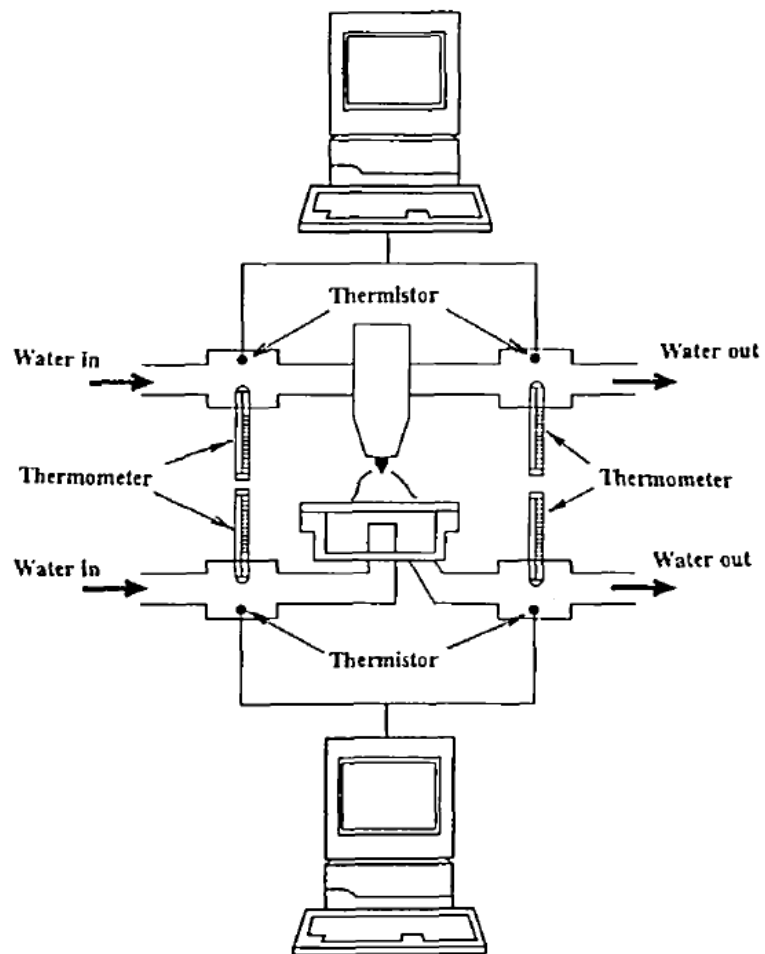 Thermistor
Water in
Water out
Thermometer
Thermometer
Water in
Water out
Thermistor